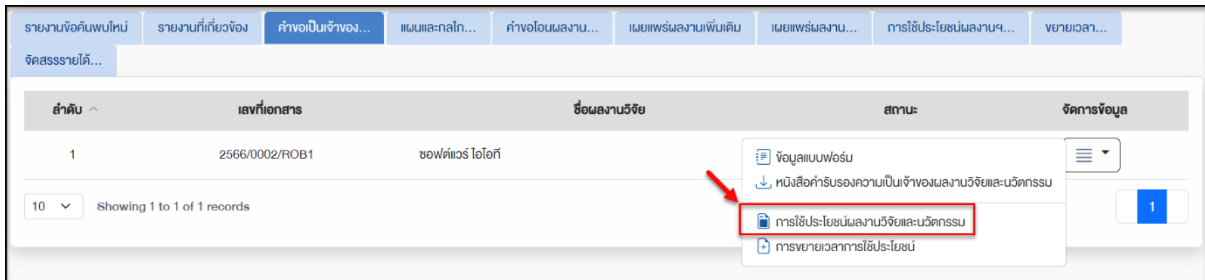 รายงานข้อค้นพบใหม่ รายงานที่เกี่ยวข้อง คำขอเป็นเจ้าของ... แผนและกลไก... คำขอโอนผลงาน... เผยแพร่ผลงานเพิ่มเติม เผยแพร่ผลงาน... การใช้ประโยชน์ผลงานฯ... ขยายเวลา...
จัดสรรรายได้...
ลำดับ เลขที่เอกสาร ชื่อผลงานวิจัย สถานะ จัดการข้อมูล
1 2566/0002/ROB1 ซอฟต์แวร์ ไอโอที
ข้อมูลแบบฟอร์ม
หนังสือคำรับรองความเป็นเจ้าของผลงานวิจัยและนวัตกรรม
การใช้ประโยชน์ผลงานวิจัยและนวัตกรรม
การขยายเวลาการใช้ประโยชน์
10 Showing 1 to 1 of 1 records 1